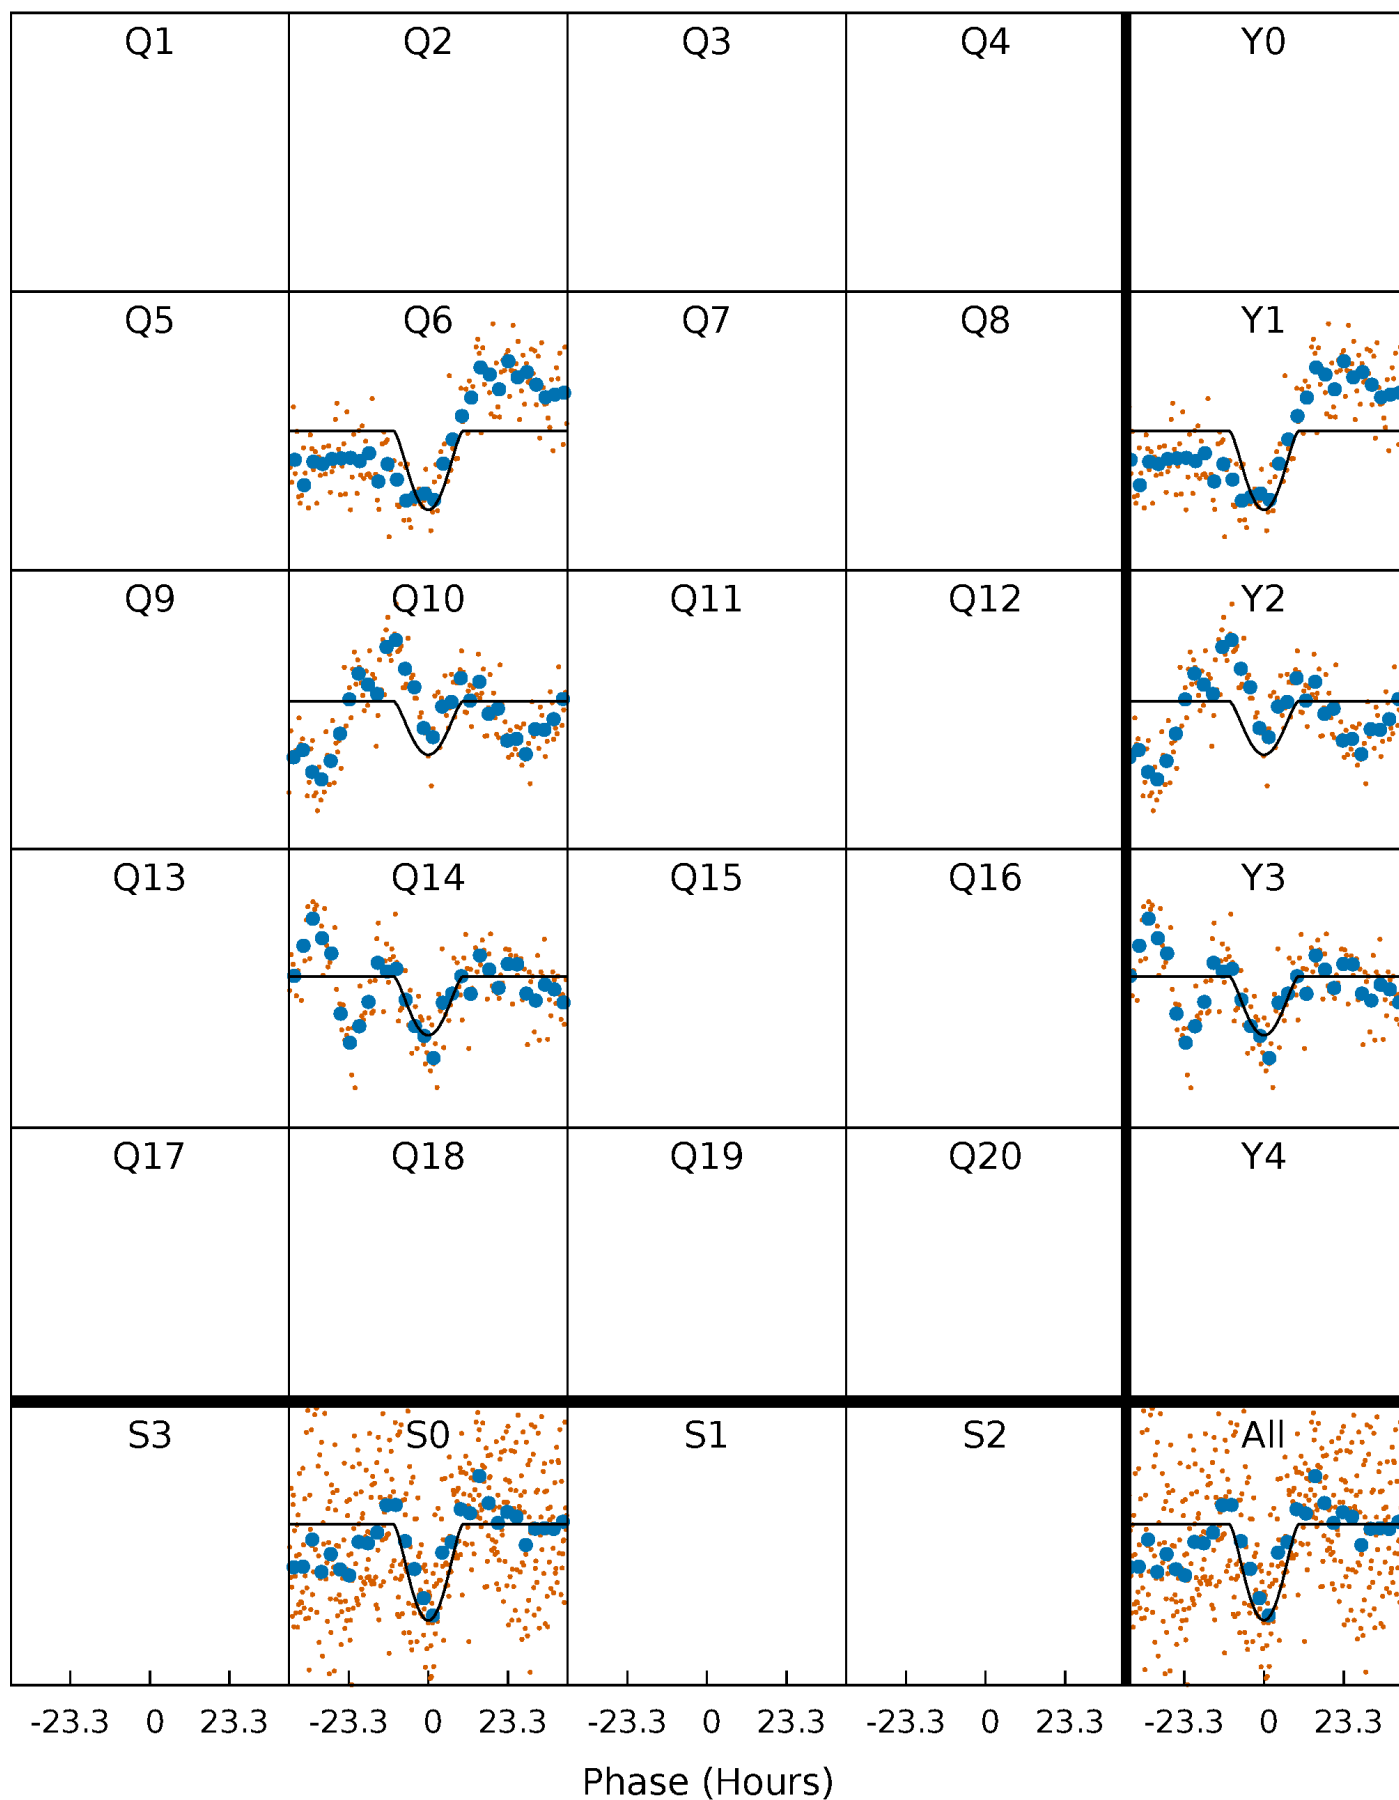 Q1 Q2 Q3 Q4 Y0
Q5 Q6 Q7 Q8 Y1
Q9 Q10 Q11 Q12 Y2
Q13 Q14 Q15 Q16 Y3
Q17 Q18 Q19 Q20 Y4
S3 S0 S1 S2 All
-23.3 0 23.3 -23.3 0 23.3 -23.3 0 23.3 -23.3 0 23.3 -23.3 0 23.3
Phase (Hours)